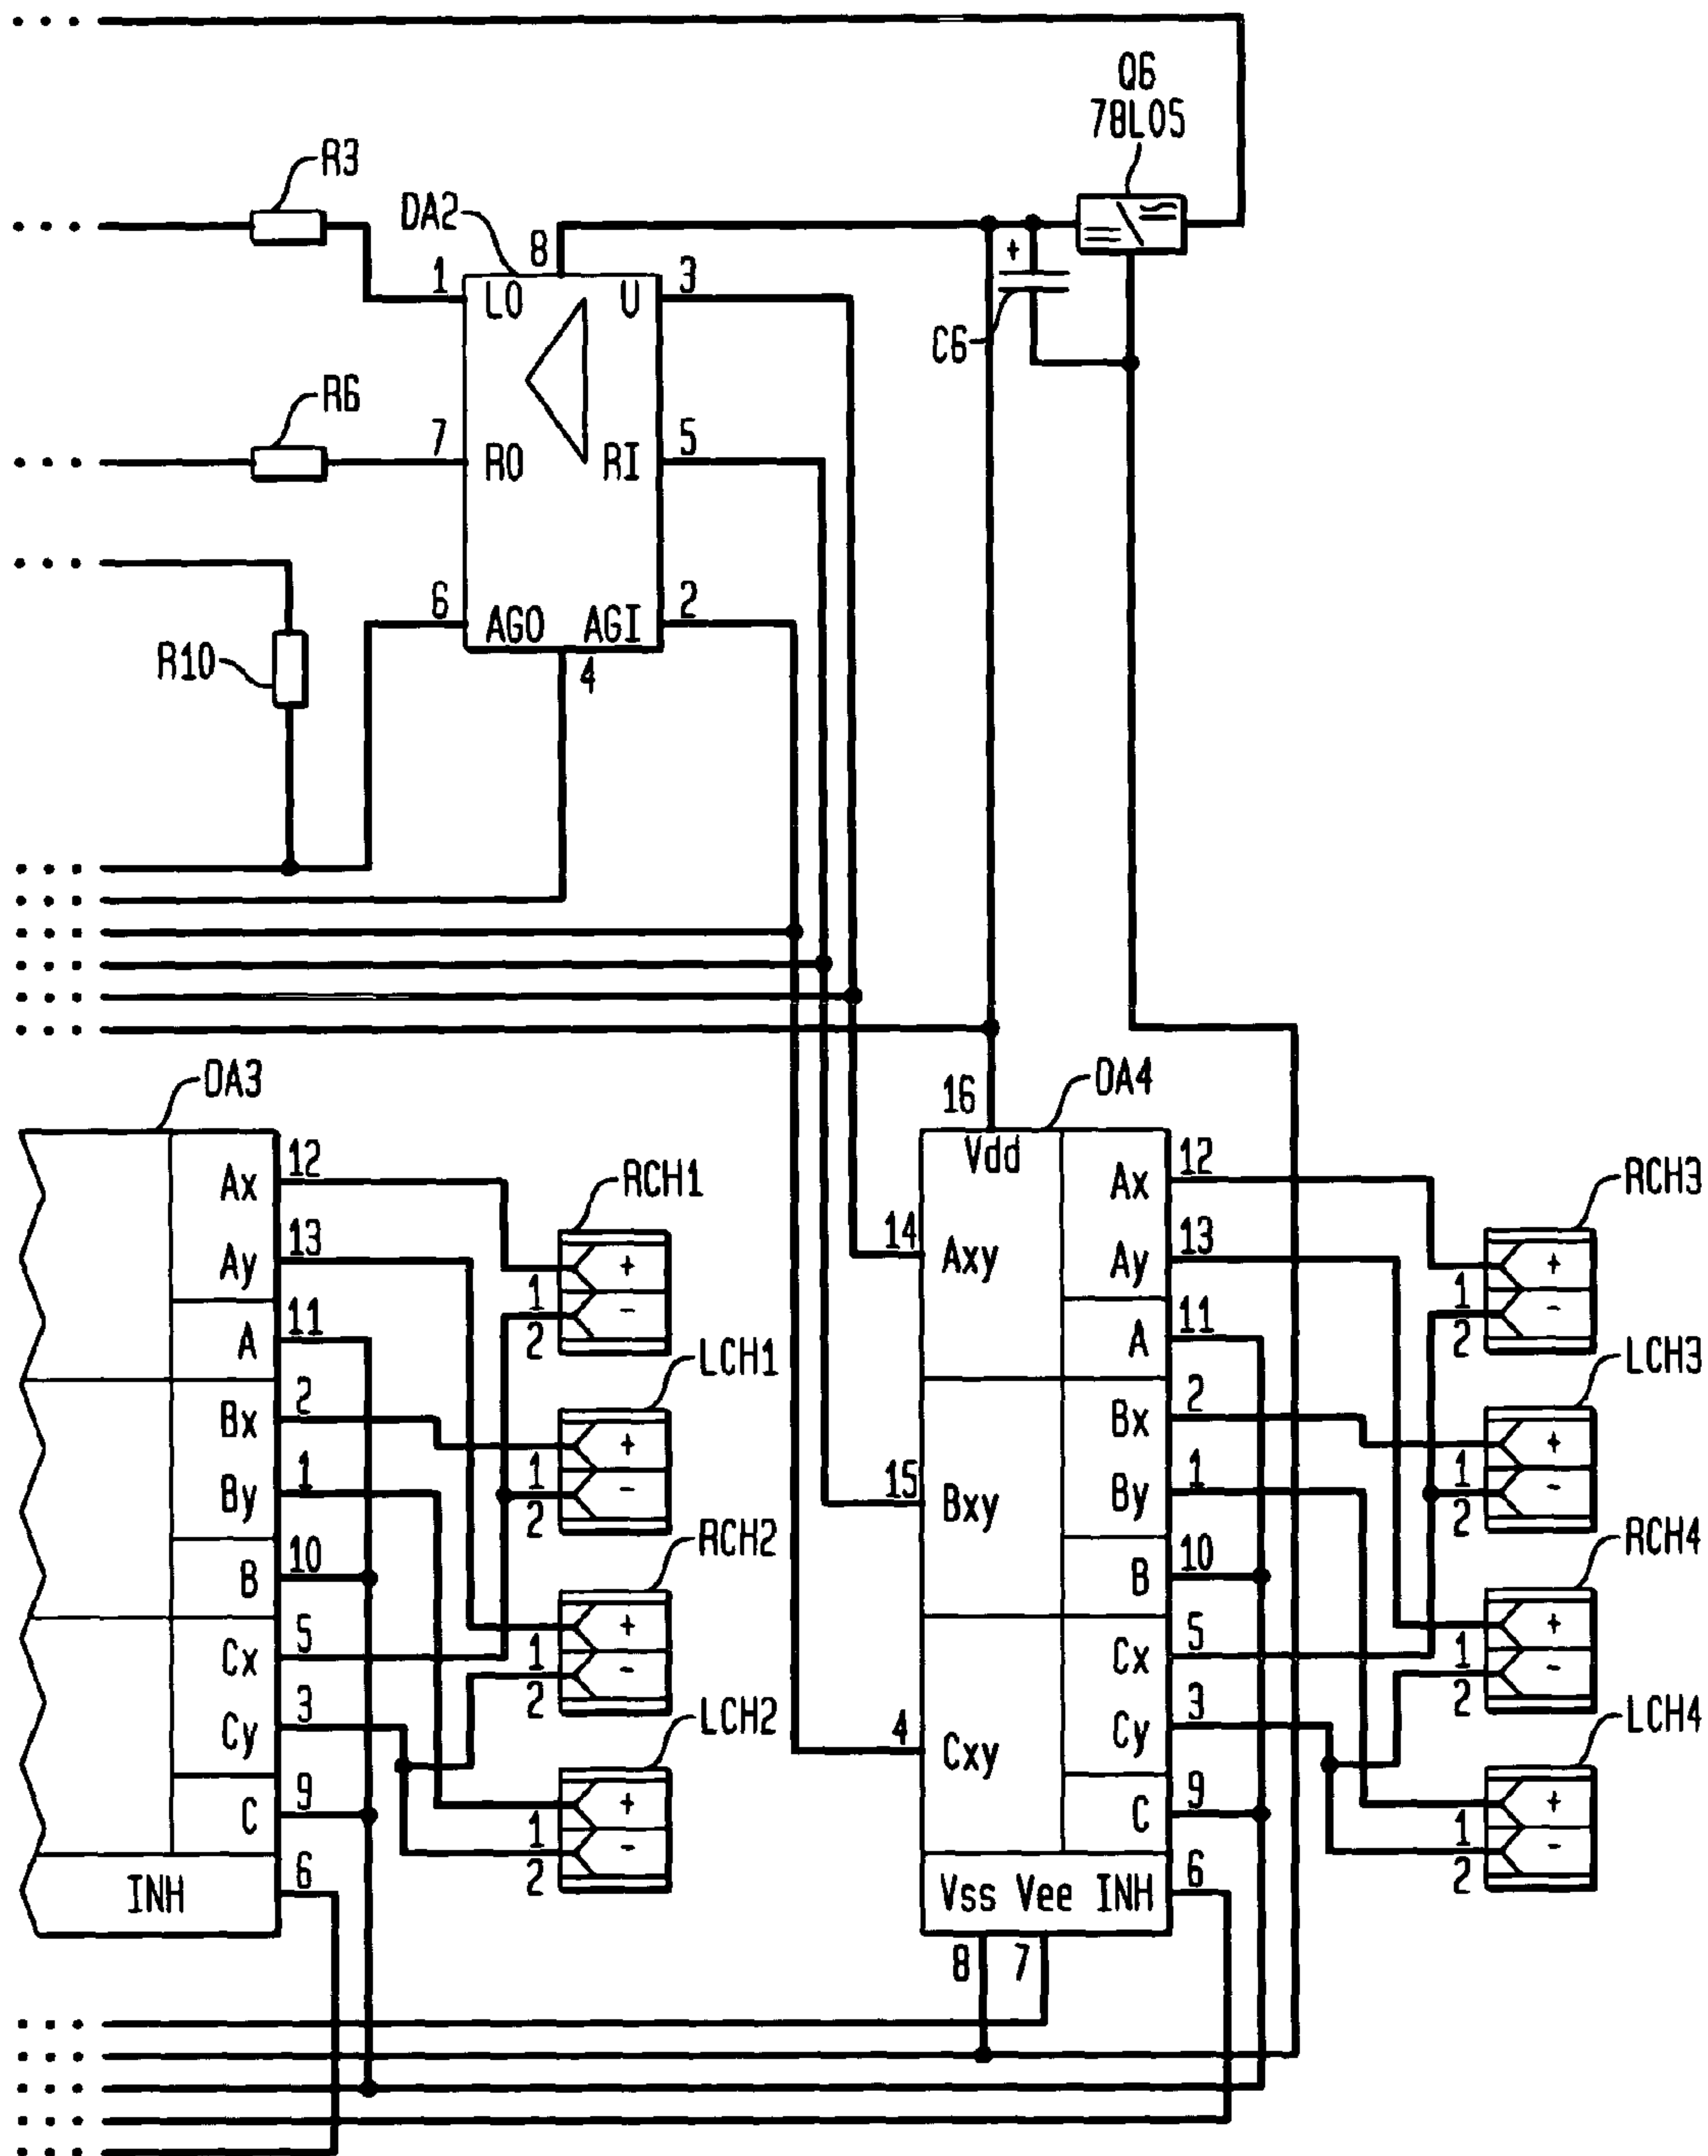 Q6
78L05
R3
DA2
8
1
LO
U
3
+
C6
R6
7
RO
RI
5
6
AGO
AGI
2
R10
4
DA3
16
DA4
Vdd
Ax
12
RCH1
Ay
13
+
1
-
2
A
11
LCH1
Bx
2
+
1
-
2
By
1
RCH2
B
10
+
1
-
2
Cx
5
Cy
3
LCH2
+
1
-
2
C
9
INH
6
14
Axy
Ax
12
RCH3
Ay
13
+
1
-
2
A
11
LCH3
Bx
2
+
1
-
2
15
Bxy
By
1
RCH4
B
10
+
1
-
2
Cx
5
4
Cxy
Cy
3
LCH4
+
1
-
2
C
9
Vss Vee INH
6
8
7